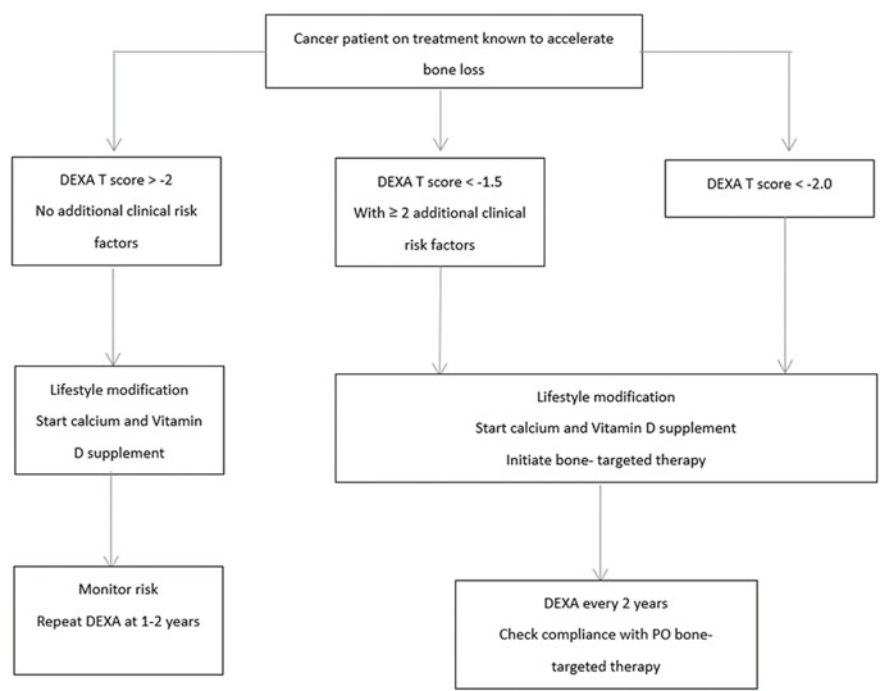 Cancer patient on treatment known to accelerate
bone loss
DEXA T score > -2
No additional clinical risk
factors
DEXA T score < -1.5
With ≥ 2 additional clinical
risk factors
DEXA T score < -2.0
Lifestyle modification
Start calcium and Vitamin
D supplement
Lifestyle modification
Start calcium and Vitamin D supplement
Initiate bone- targeted therapy
Monitor risk
Repeat DEXA at 1-2 years
DEXA every 2 years
Check compliance with PO bone-
targeted therapy